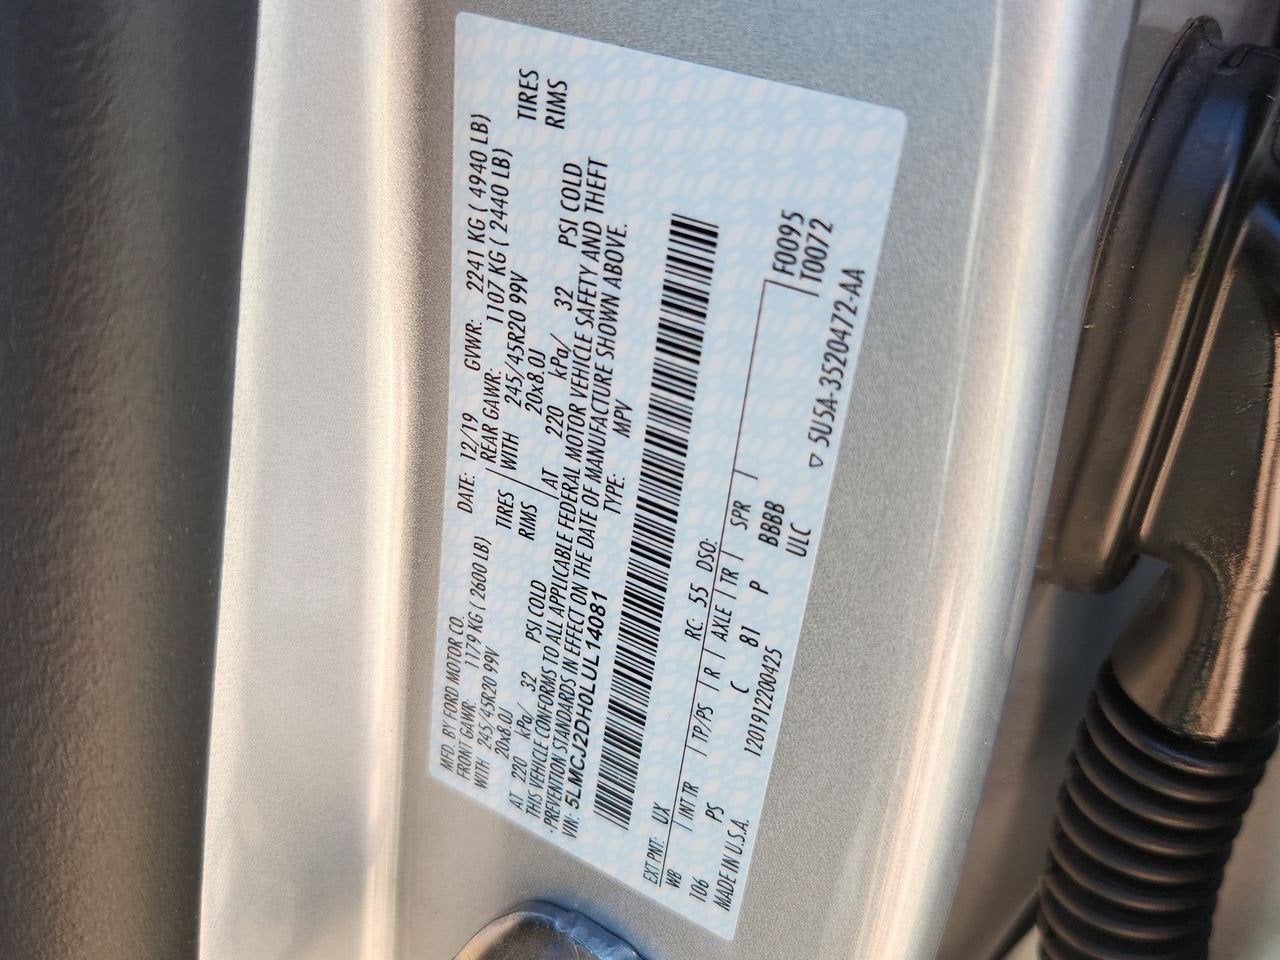 MFD. BY FORD MOTOR CO. DATE: 12/19 GVWR: 2241 KG ( 4940 LB)
FRONT GAWR: 1179 KG ( 2600 LB) REAR GAWR: 1107 KG ( 2440 LB)
WITH 245/45R20 99V TIRES WITH 245/45R20 99V TIRES
20x8.0J RIMS 20x8.0J RIMS
AT 220 kPa/ 32 PSI COLD AT 220 kPa/ 32 PSI COLD
THIS VEHICLE CONFORMS TO ALL APPLICABLE FEDERAL MOTOR VEHICLE SAFETY AND THEFT
PREVENTION STANDARDS IN EFFECT ON THE DATE OF MANUFACTURE SHOWN ABOVE.
VIN: 5LMCJ2DH0LUL14081 TYPE: MPV
EXT PNT: UX RC: 55 DSO:
WB INT TR TP/PS R AXLE TR SPR F0095
106 PS C 81 P BBBB T0072
ULC
MADE IN U.S.A. 1201912200425 ▽ 5U5A-3520472-AA